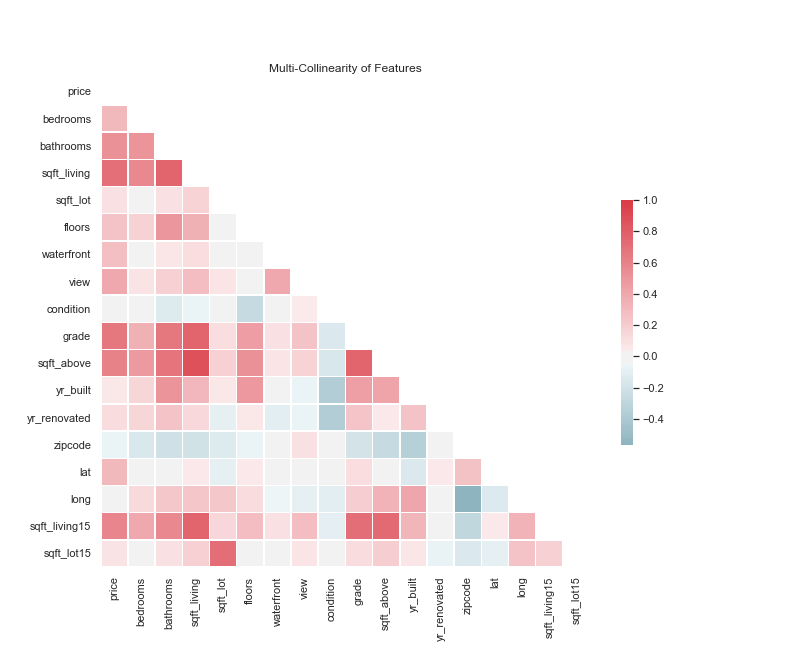 Multi-Collinearity of Features
price
bedrooms
bathrooms
sqft_living
sqft_lot
floors
waterfront
view
condition
grade
sqft_above
yr_built
yr_renovated
zipcode
lat
long
sqft_living15
sqft_lot15
price
bedrooms
bathrooms
sqft_living
sqft_lot
floors
waterfront
view
condition
grade
sqft_above
yr_built
yr_renovated
zipcode
lat
long
sqft_living15
sqft_lot15
1.0
0.8
0.6
0.4
0.2
0.0
−0.2
−0.4